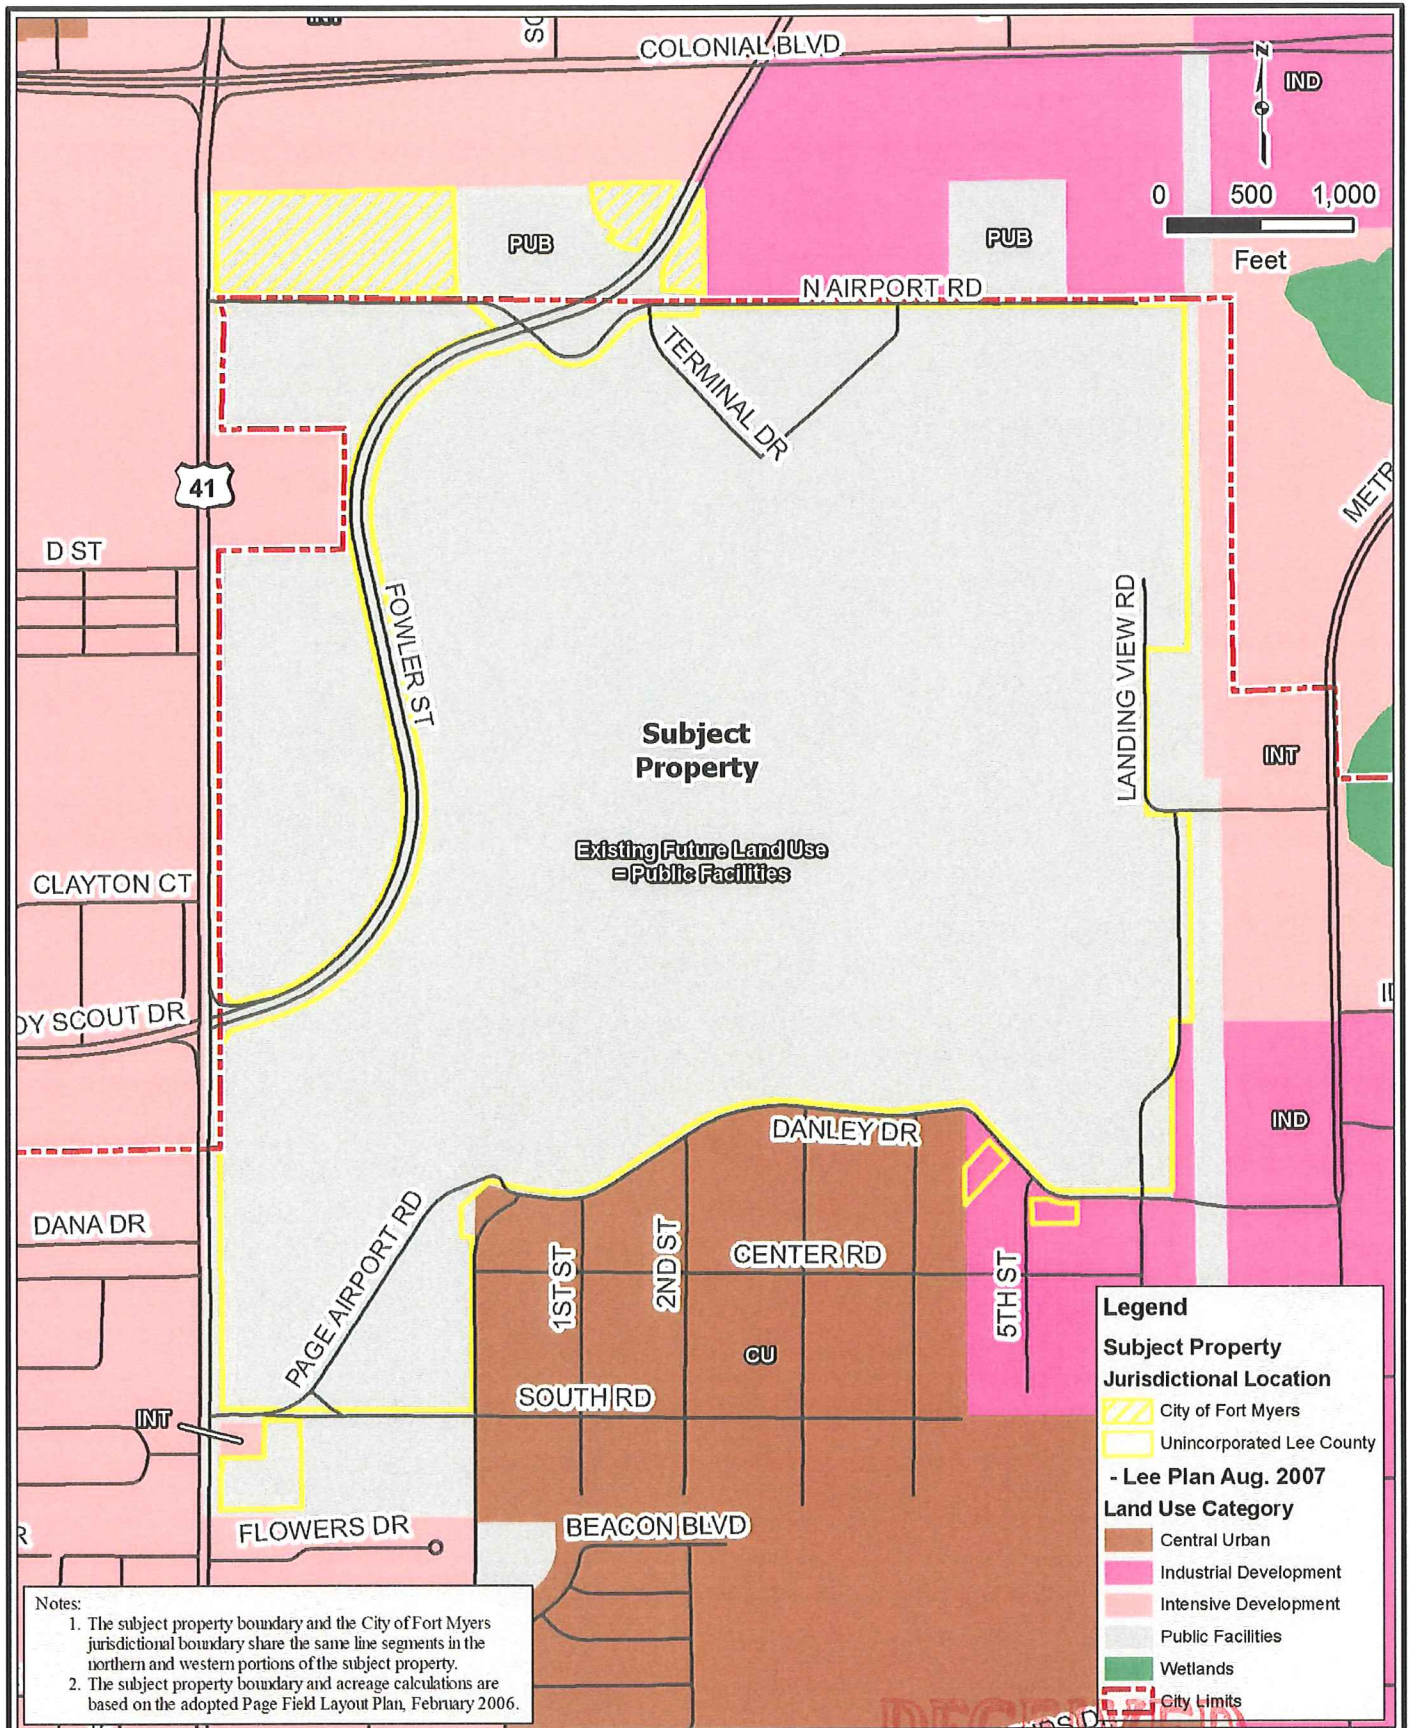 COLONIAL BLVD
N
IND
0 500 1,000
Feet
PUB
PUB
N AIRPORT RD
TERMINAL DR
41
D ST
FOWLER ST
LANDING VIEW RD
Subject
Property
INT
Existing Future Land Use
= Public Facilities
CLAYTON CT
OY SCOUT DR
IND
DANLEY DR
DANA DR
PAGE AIRPORT RD
1ST ST
2ND ST
CENTER RD
5TH ST
CU
SOUTH RD
INT
FLOWERS DR
BEACON BLVD
Legend
Subject Property
Jurisdictional Location
City of Fort Myers
Unincorporated Lee County
- Lee Plan Aug. 2007
Land Use Category
Central Urban
Industrial Development
Intensive Development
Public Facilities
Wetlands
City Limits
Notes:
1. The subject property boundary and the City of Fort Myers
jurisdictional boundary share the same line segments in the
northern and western portions of the subject property.
2. The subject property boundary and acreage calculations are
based on the adopted Page Field Layout Plan, February 2006.